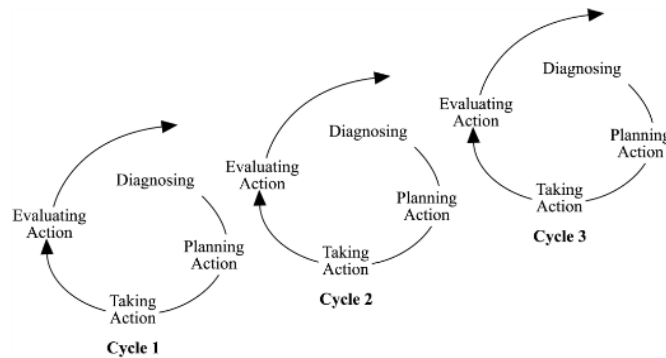 Diagnosing
Planning
Action
Taking
Action
Evaluating
Action
Cycle 1
Diagnosing
Planning
Action
Taking
Action
Evaluating
Action
Cycle 2
Diagnosing
Planning
Action
Taking
Action
Evaluating
Action
Cycle 3